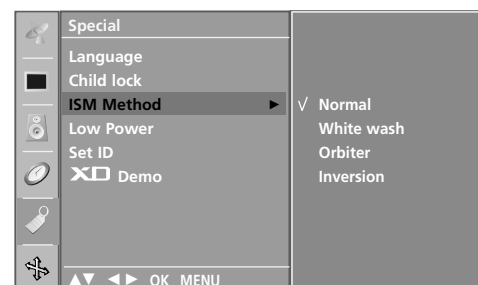 Special
Language
Child lock
ISM Method ▶
Low Power
Set ID
XD Demo
▲▼ ◀▶ OK MENU
√ Normal
White wash
Orbiter
Inversion